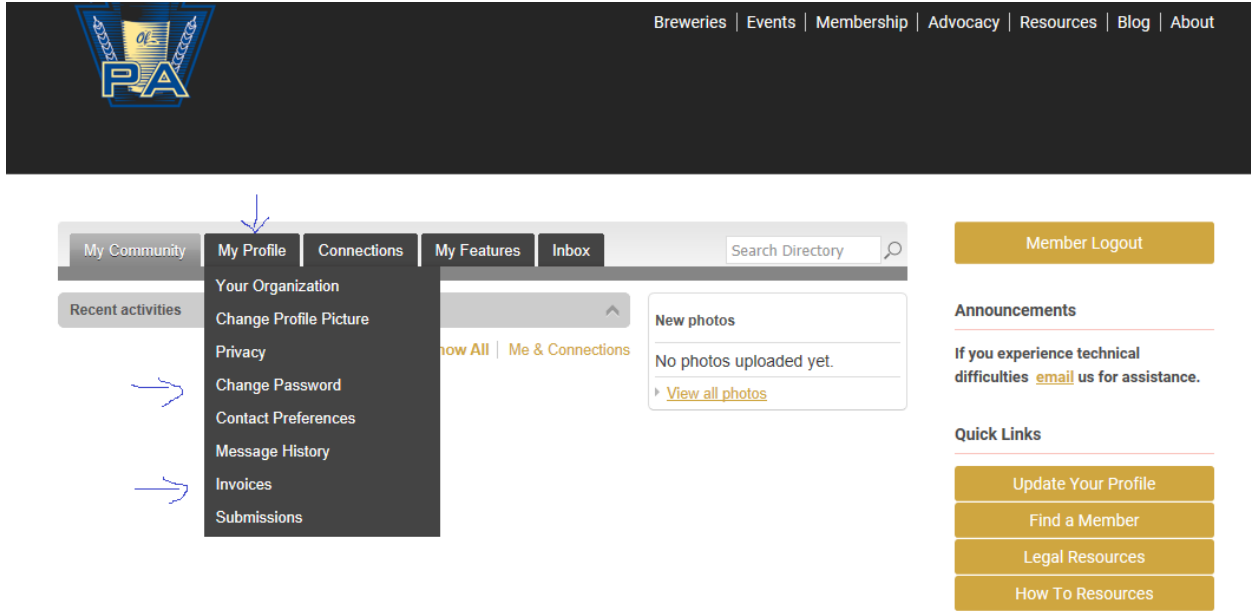 OF
PA
Breweries | Events | Membership | Advocacy | Resources | Blog | About
My Community My Profile Connections My Features Inbox Search Directory
Your Organization
Change Profile Picture
Privacy
Change Password
Contact Preferences
Message History
Invoices
Submissions
Recent activities
how All | Me & Connections
New photos
No photos uploaded yet.
View all photos
Member Logout
Announcements
If you experience technical
difficulties email us for assistance.
Quick Links
Update Your Profile
Find a Member
Legal Resources
How To Resources